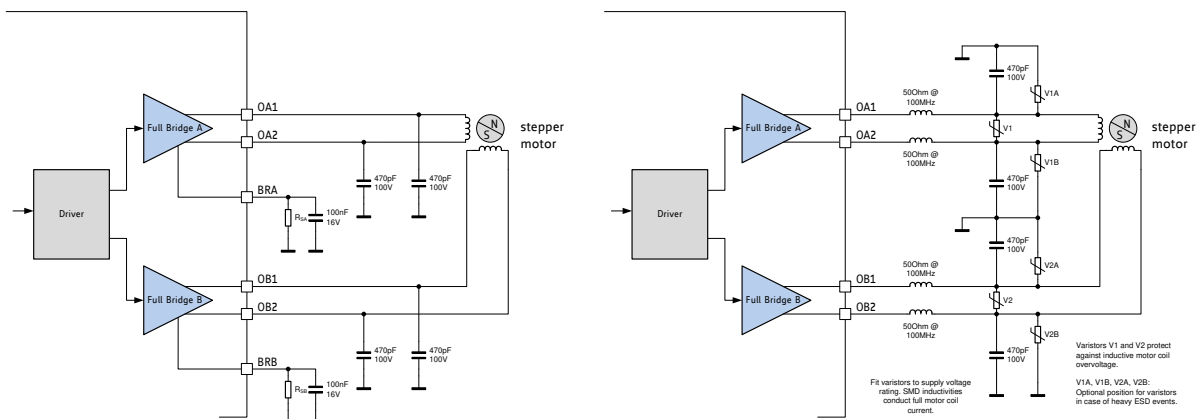 Driver
Full Bridge A
Full Bridge B
OA1
OA2
BRA
OB1
OB2
BRB
RSA
100nF
16V
470pF
100V
470pF
100V
N
S
stepper
motor
RSB
100nF
16V
470pF
100V
470pF
100V
Driver
Full Bridge A
Full Bridge B
OA1
OA2
OB1
OB2
50Ohm @
100MHz
50Ohm @
100MHz
50Ohm @
100MHz
50Ohm @
100MHz
470pF
100V
V1A
V1
V1B
470pF
100V
470pF
100V
V2A
V2
V2B
470pF
100V
N
S
stepper
motor
Fit varistors to supply voltage
rating. SMD inductivities
conduct full motor coil
current.
Varistors V1 and V2 protect
against inductive motor coil
overvoltage.
V1A, V1B, V2A, V2B:
Optional position for varistors
in case of heavy ESD events.